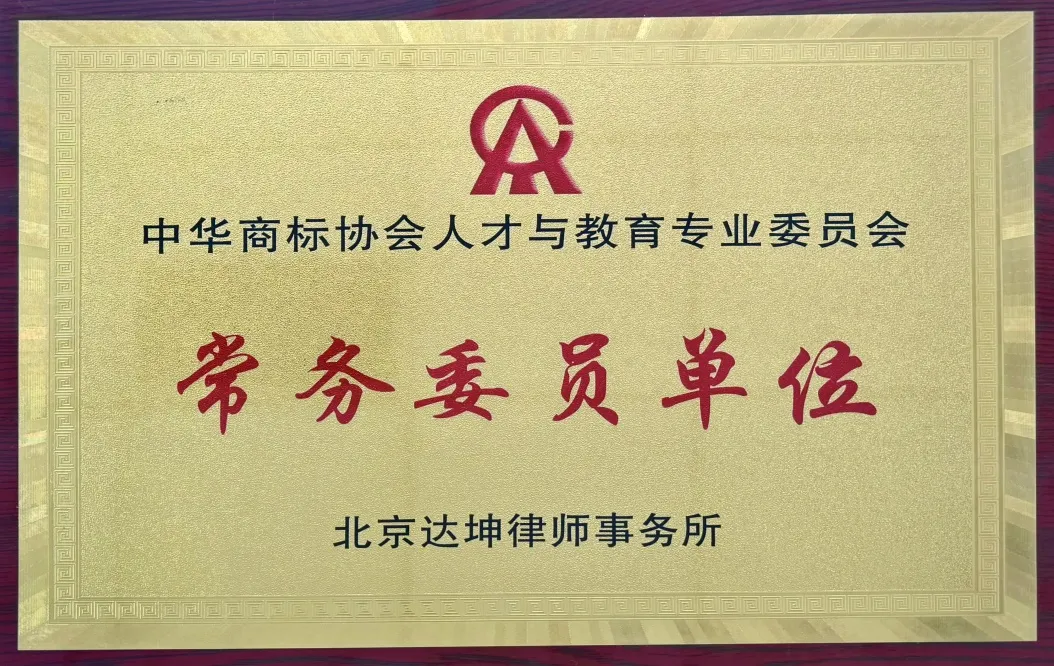 中华商标协会人才与教育专业委员会
常务委员单位
北京达坤律师事务所